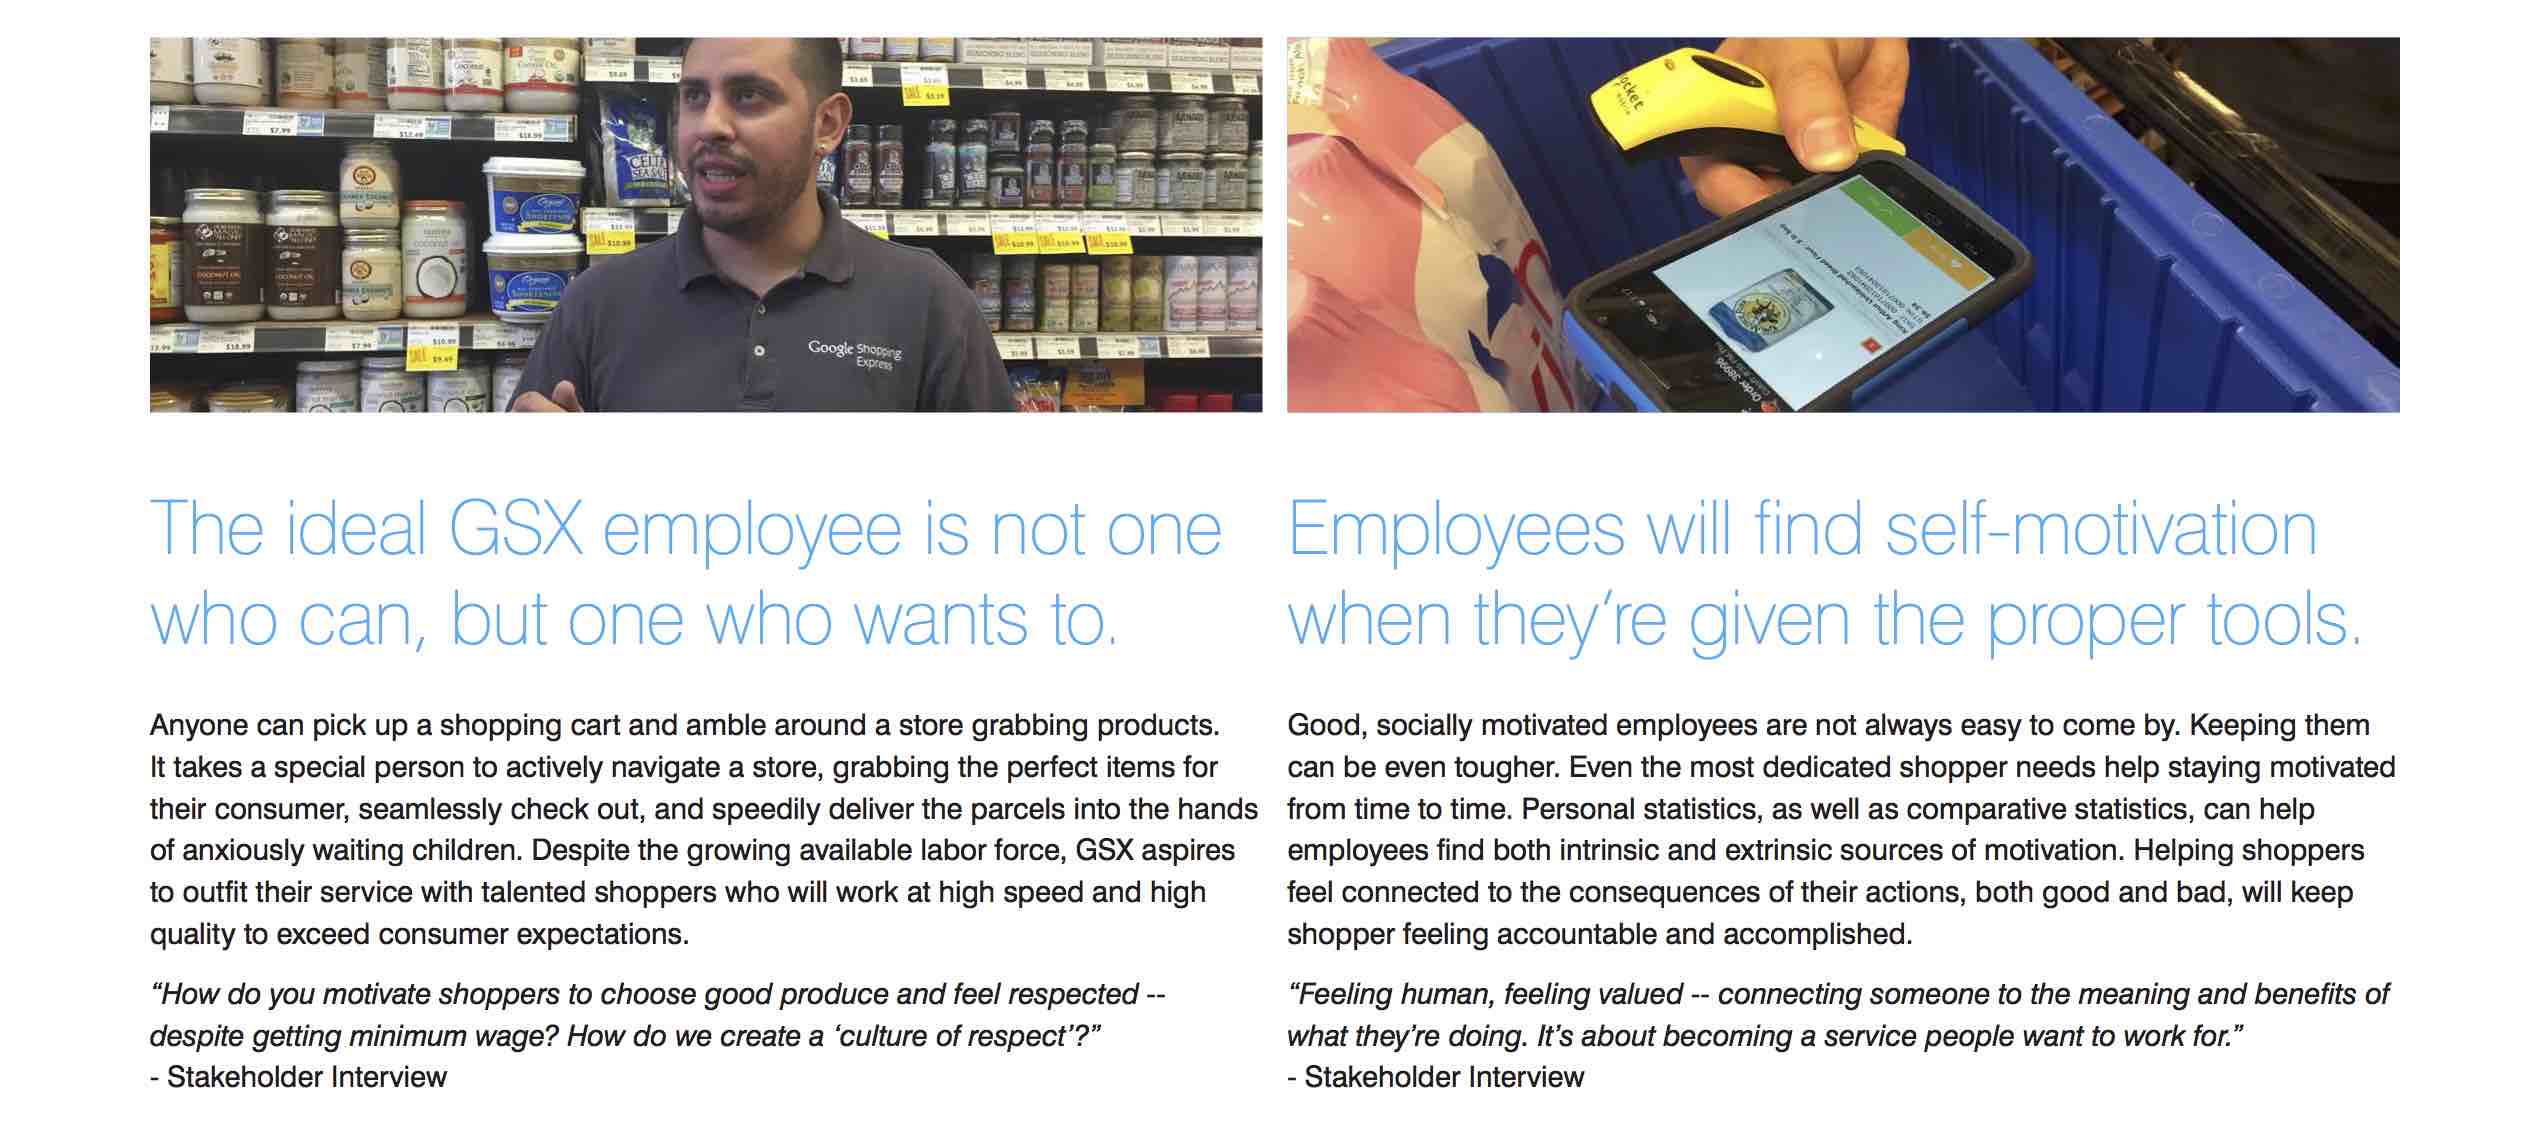 Google Shopping
Express
The ideal GSX employee is not one
who can, but one who wants to.
Anyone can pick up a shopping cart and amble around a store grabbing products.
It takes a special person to actively navigate a store, grabbing the perfect items for
their consumer, seamlessly check out, and speedily deliver the parcels into the hands
of anxiously waiting children. Despite the growing available labor force, GSX aspires
to outfit their service with talented shoppers who will work at high speed and high
quality to exceed consumer expectations.
“How do you motivate shoppers to choose good produce and feel respected --
despite getting minimum wage? How do we create a ‘culture of respect’?”
- Stakeholder Interview
Employees will find self-motivation
when they’re given the proper tools.
Good, socially motivated employees are not always easy to come by. Keeping them
can be even tougher. Even the most dedicated shopper needs help staying motivated
from time to time. Personal statistics, as well as comparative statistics, can help
employees find both intrinsic and extrinsic sources of motivation. Helping shoppers
feel connected to the consequences of their actions, both good and bad, will keep
shopper feeling accountable and accomplished.
“Feeling human, feeling valued -- connecting someone to the meaning and benefits of
what they’re doing. It’s about becoming a service people want to work for.”
- Stakeholder Interview